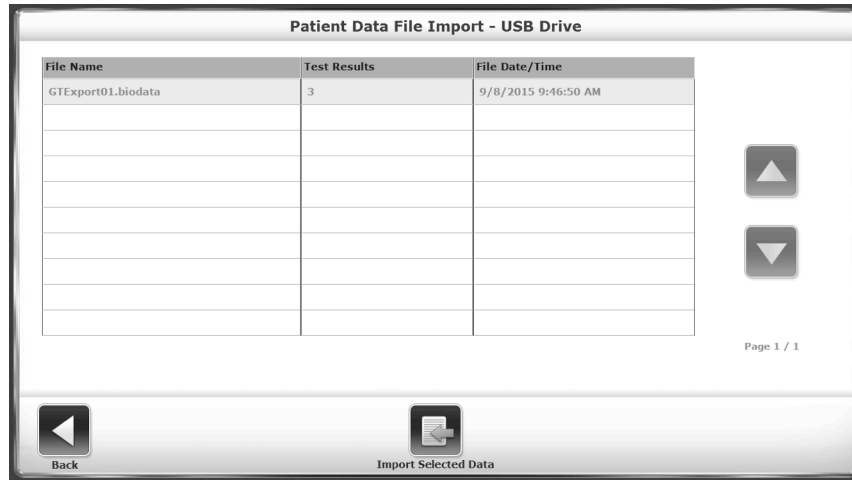 Patient Data File Import - USB Drive
File Name Test Results File Date/Time
GTExport01.biodata 3 9/8/2015 9:46:50 AM
Page 1 / 1
Back Import Selected Data